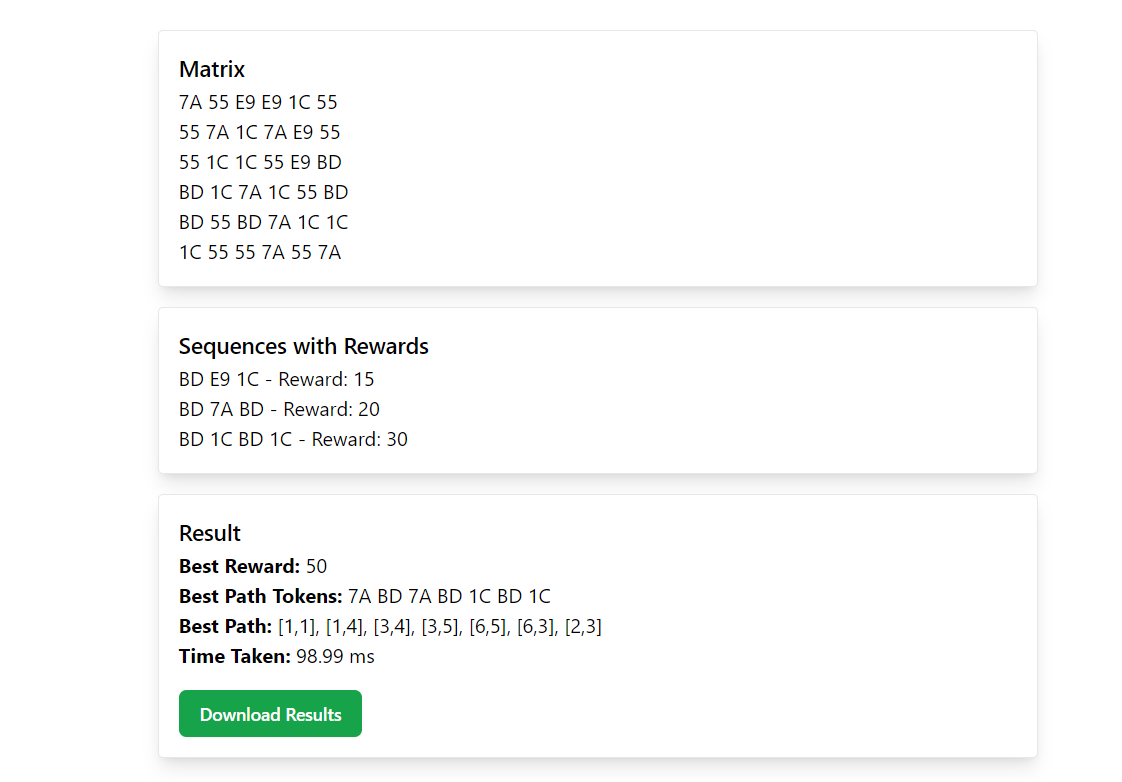 Matrix
7A 55 E9 E9 1C 55
55 7A 1C 7A E9 55
55 1C 1C 55 E9 BD
BD 1C 7A 1C 55 BD
BD 55 BD 7A 1C 1C
1C 55 55 7A 55 7A
Sequences with Rewards
BD E9 1C - Reward: 15
BD 7A BD - Reward: 20
BD 1C BD 1C - Reward: 30
Result
Best Reward: 50
Best Path Tokens: 7A BD 7A BD 1C BD 1C
Best Path: [1,1], [1,4], [3,4], [3,5], [6,5], [6,3], [2,3]
Time Taken: 98.99 ms
Download Results